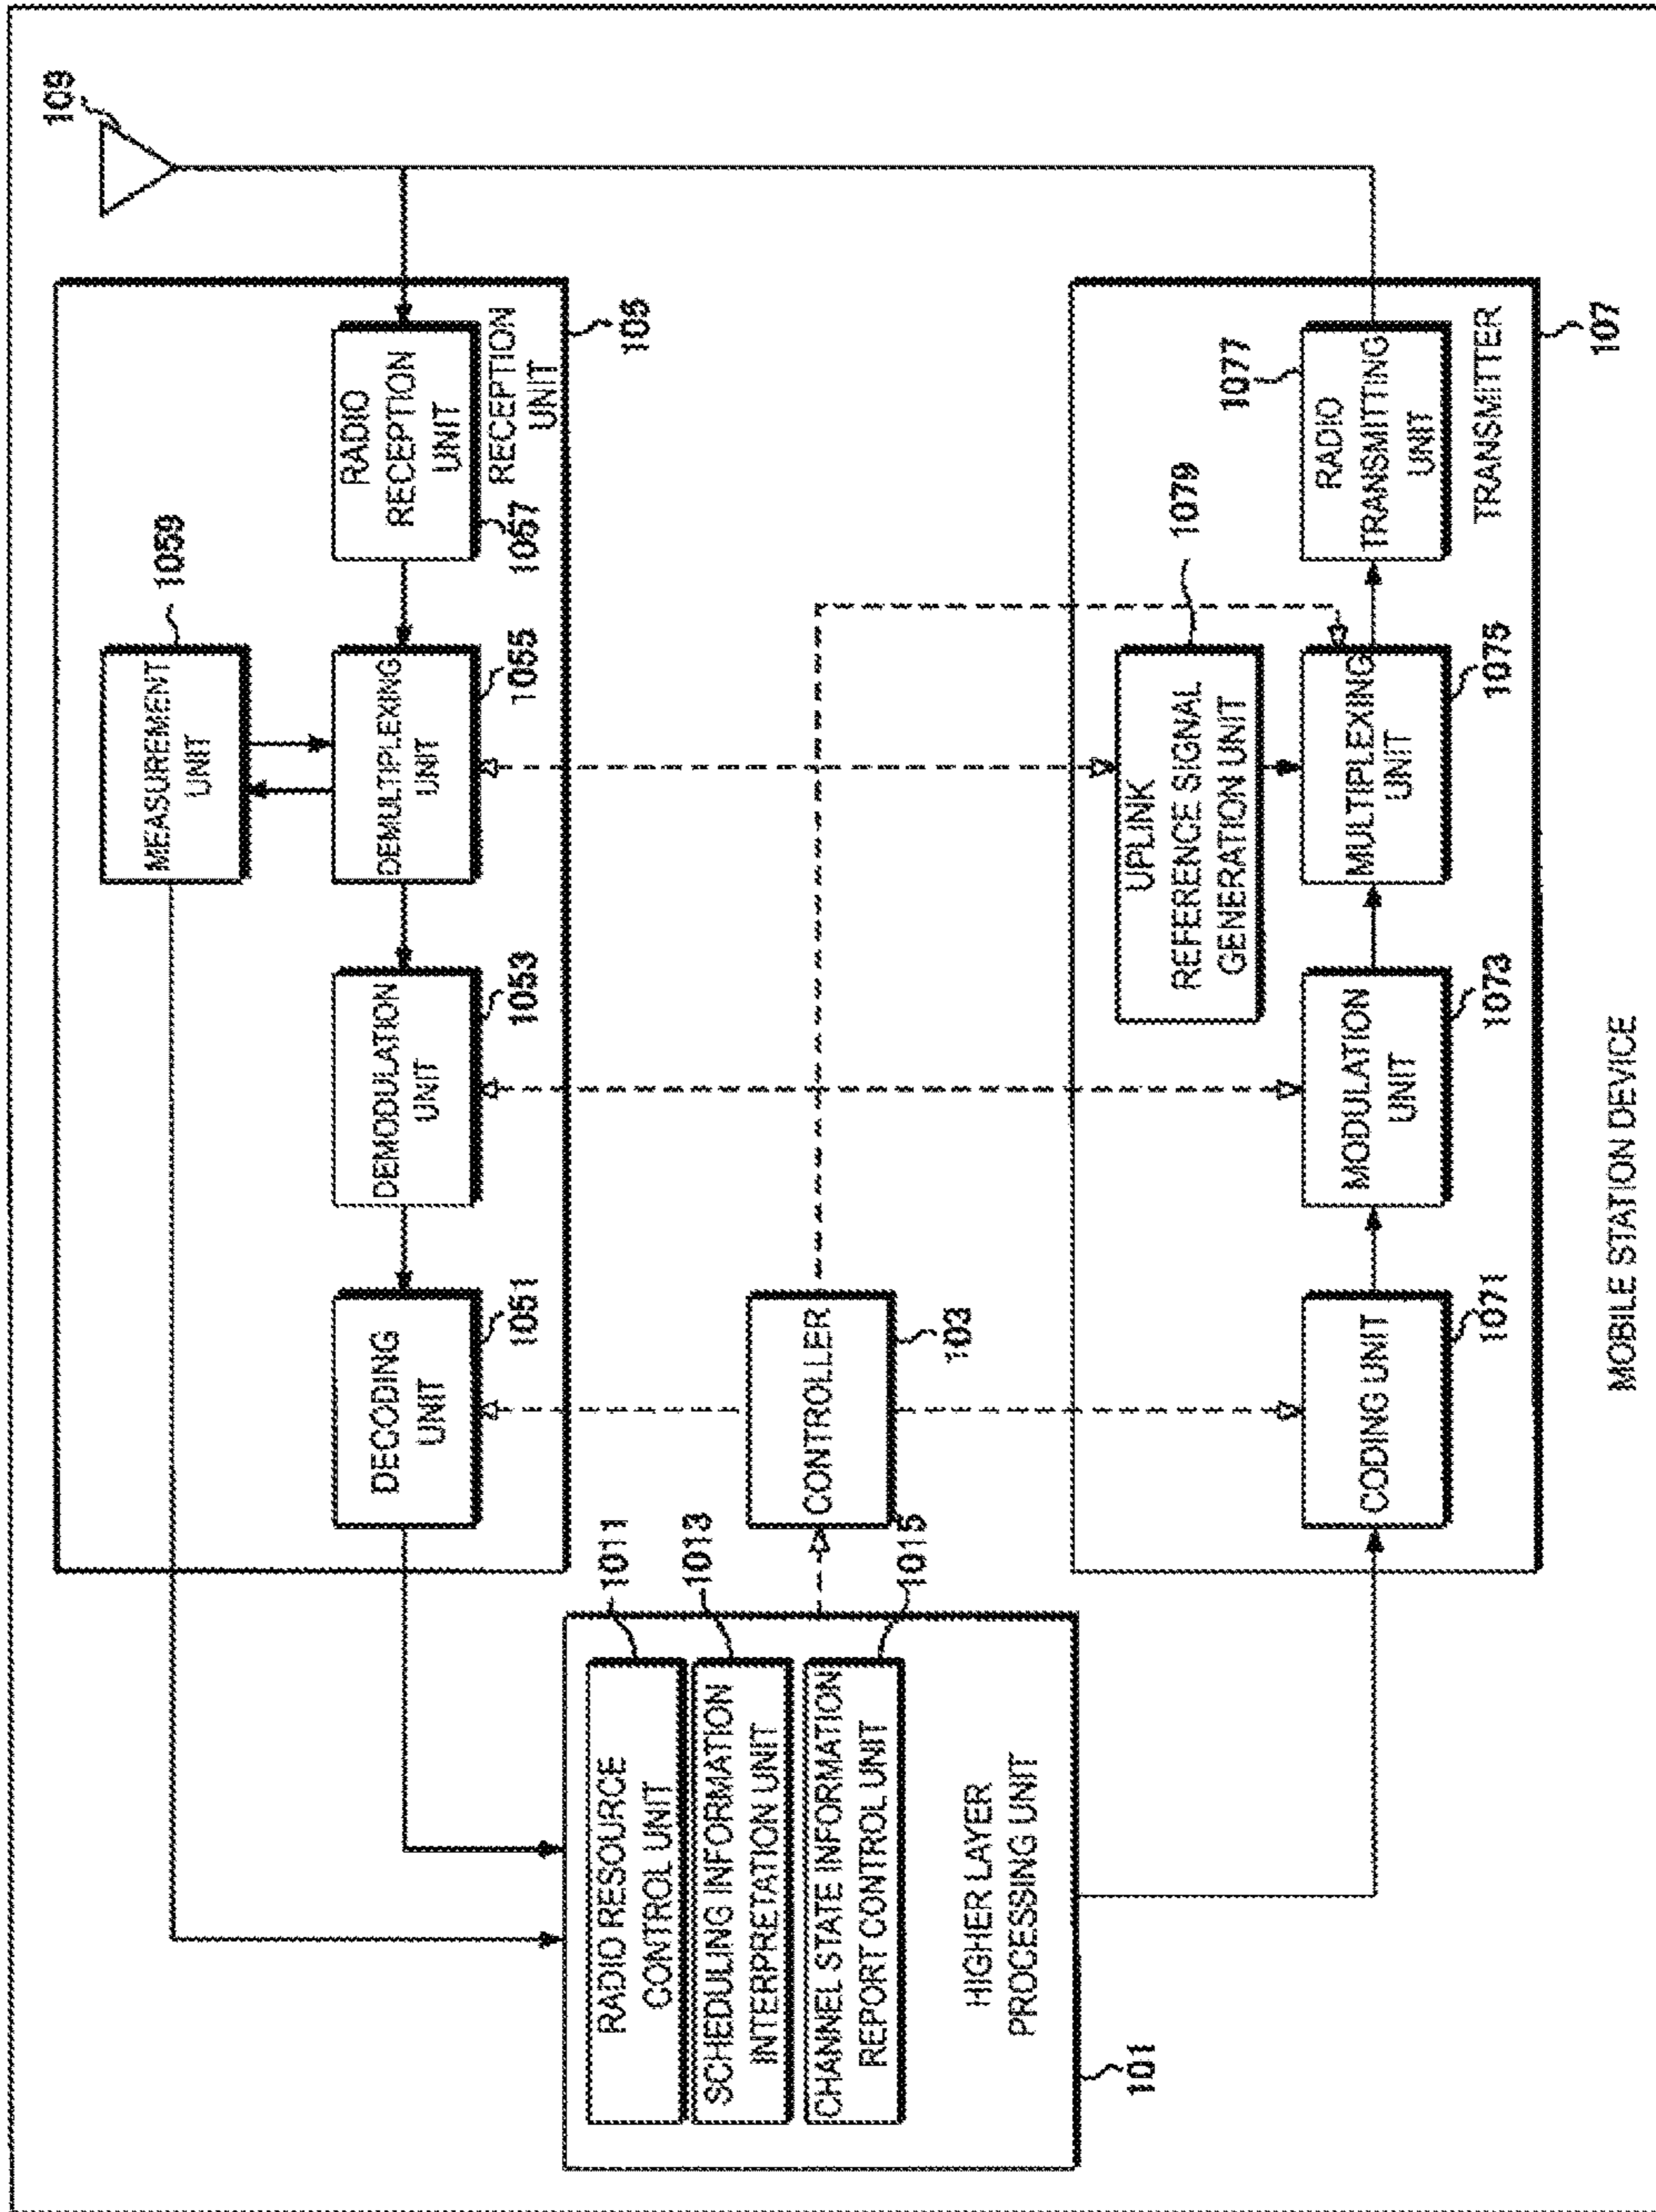 109
1059
MEASUREMENT
UNIT
DECODING
UNIT
1051
DEMODULATION
UNIT
1053
DEMULTIPLEXING
UNIT
1055
RADIO
RECEPTION
UNIT
1057
RECEPTION
UNIT
105
RADIO RESOURCE
CONTROL UNIT
1011
SCHEDULING INFORMATION
INTERPRETATION UNIT
1013
CHANNEL STATE INFORMATION
REPORT CONTROL UNIT
1015
HIGHER LAYER
PROCESSING UNIT
101
CONTROLLER
103
UPLINK
REFERENCE SIGNAL
GENERATION UNIT
1079
CODING UNIT
1071
MODULATION
UNIT
1073
MULTIPLEXING
UNIT
1075
RADIO
TRANSMITTING
UNIT
1077
TRANSMITTER
107
MOBILE STATION DEVICE